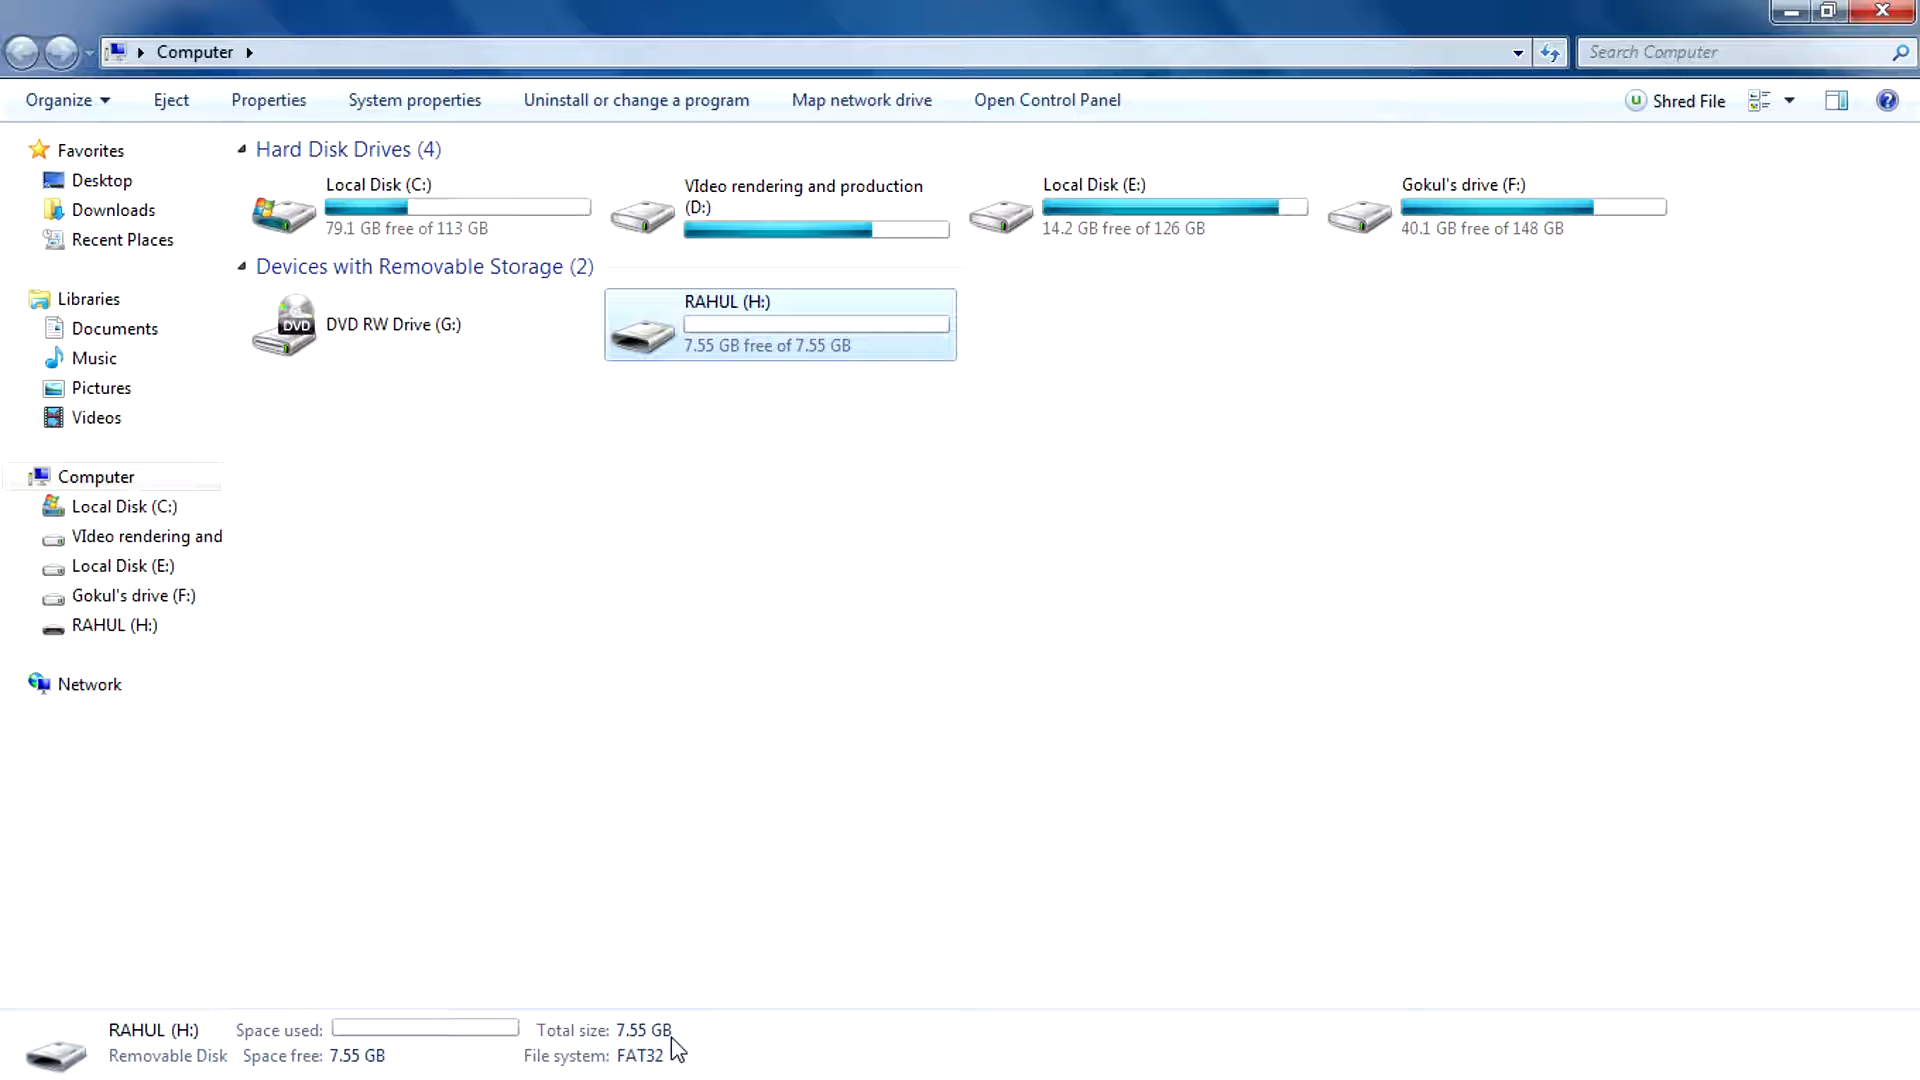 Computer
Search Computer
Organize
Eject
Properties
System properties
Uninstall or change a program
Map network drive
Open Control Panel
u Shred File
Favorites
Desktop
Downloads
Recent Places
Libraries
Documents
Music
Pictures
Videos
Computer
Local Disk (C:)
VIdeo rendering and
Local Disk (E:)
Gokul's drive (F:)
RAHUL (H:)
Network
Hard Disk Drives (4)
Local Disk (C:)
79.1 GB free of 113 GB
VIdeo rendering and production
(D:)
Local Disk (E:)
14.2 GB free of 126 GB
Gokul's drive (F:)
40.1 GB free of 148 GB
Devices with Removable Storage (2)
DVD
DVD RW Drive (G:)
RAHUL (H:)
7.55 GB free of 7.55 GB
RAHUL (H:) Space used: Total size: 7.55 GB
Removable Disk Space free: 7.55 GB File system: FAT32